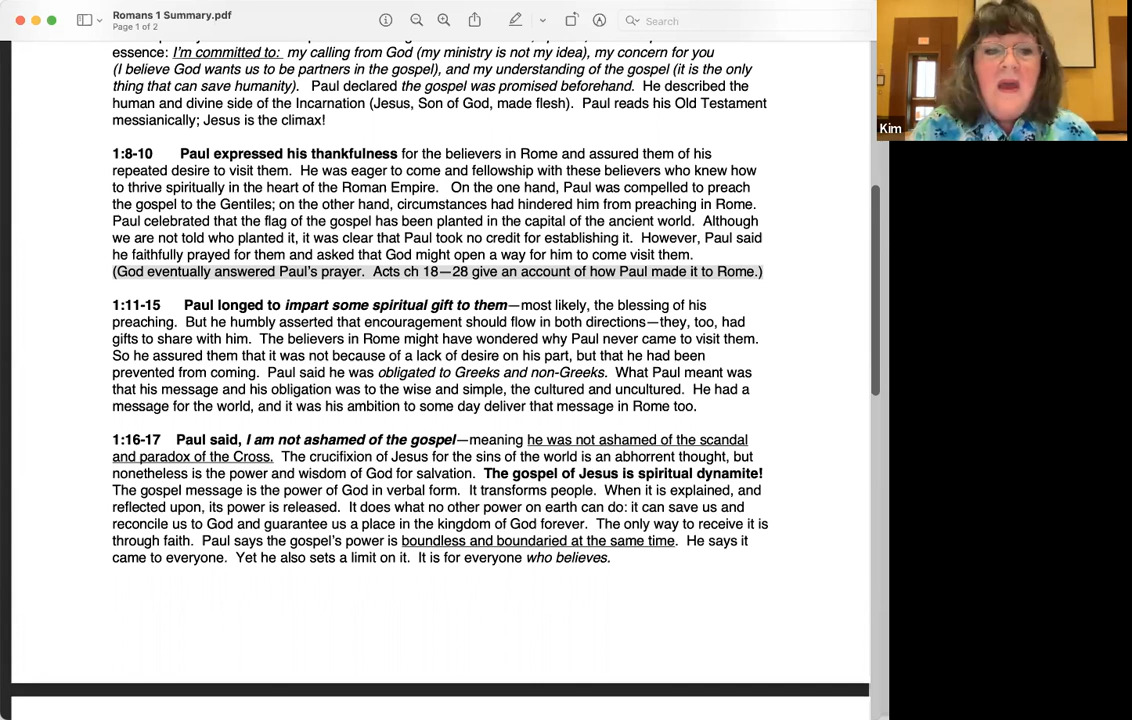 Romans 1 Summary.pdf
Page 1 of 2
Search
essence: I'm committed to: my calling from God (my ministry is not my idea), my concern for you
(I believe God wants us to be partners in the gospel), and my understanding of the gospel (it is the only
thing that can save humanity). Paul declared the gospel was promised beforehand. He described the
human and divine side of the Incarnation (Jesus, Son of God, made flesh). Paul reads his Old Testament
messianically; Jesus is the climax!
1:8-10 Paul expressed his thankfulness for the believers in Rome and assured them of his
repeated desire to visit them. He was eager to come and fellowship with these believers who knew how
to thrive spiritually in the heart of the Roman Empire. On the one hand, Paul was compelled to preach
the gospel to the Gentiles; on the other hand, circumstances had hindered him from preaching in Rome.
Paul celebrated that the flag of the gospel has been planted in the capital of the ancient world. Although
we are not told who planted it, it was clear that Paul took no credit for establishing it. However, Paul said
he faithfully prayed for them and asked that God might open a way for him to come visit them.
(God eventually answered Paul's prayer. Acts ch 18—28 give an account of how Paul made it to Rome.)
1:11-15 Paul longed to impart some spiritual gift to them—most likely, the blessing of his
preaching. But he humbly asserted that encouragement should flow in both directions—they, too, had
gifts to share with him. The believers in Rome might have wondered why Paul never came to visit them.
So he assured them that it was not because of a lack of desire on his part, but that he had been
prevented from coming. Paul said he was obligated to Greeks and non-Greeks. What Paul meant was
that his message and his obligation was to the wise and simple, the cultured and uncultured. He had a
message for the world, and it was his ambition to some day deliver that message in Rome too.
1:16-17 Paul said, I am not ashamed of the gospel—meaning he was not ashamed of the scandal
and paradox of the Cross. The crucifixion of Jesus for the sins of the world is an abhorrent thought, but
nonetheless is the power and wisdom of God for salvation. The gospel of Jesus is spiritual dynamite!
The gospel message is the power of God in verbal form. It transforms people. When it is explained, and
reflected upon, its power is released. It does what no other power on earth can do: it can save us and
reconcile us to God and guarantee us a place in the kingdom of God forever. The only way to receive it is
through faith. Paul says the gospel's power is boundless and boundaried at the same time. He says it
came to everyone. Yet he also sets a limit on it. It is for everyone who believes.
Kim